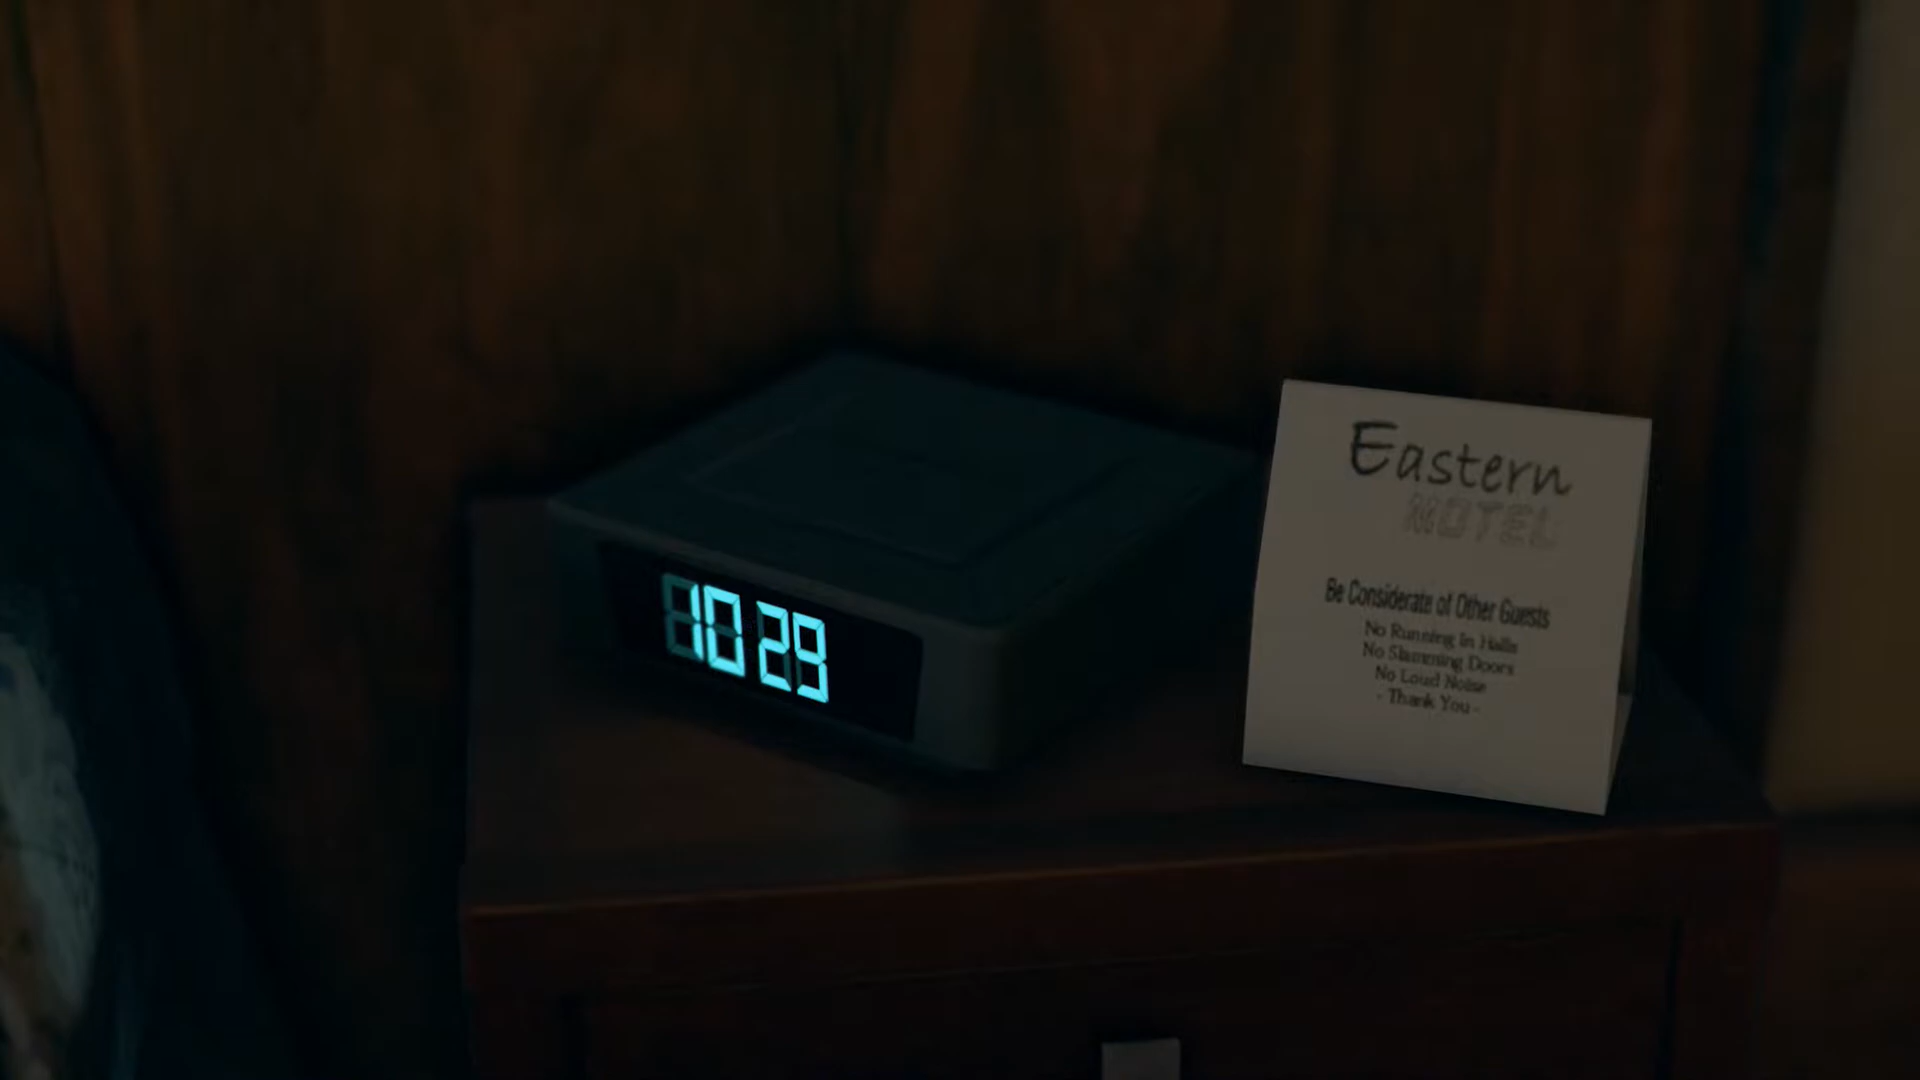 10 29
Eastern
MOTEL
Be Considerate of Other Guests
No Running In Halls
No Slamming Doors
No Loud Noise
- Thank You -